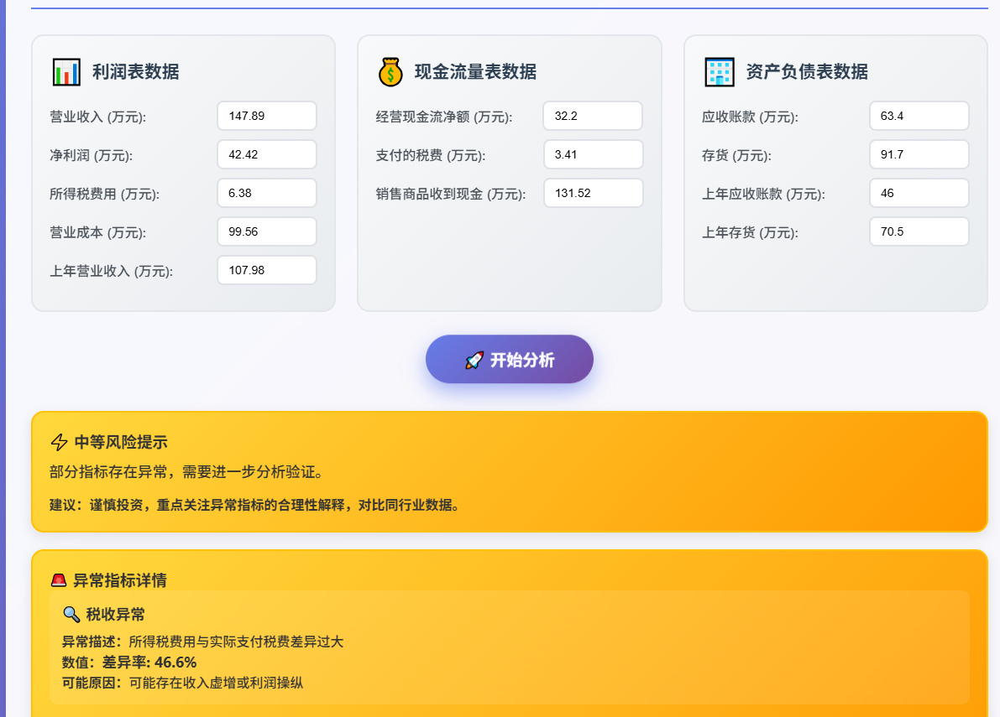 利润表数据
营业收入 (万元):
147.89
净利润 (万元):
42.42
所得税费用 (万元):
6.38
营业成本 (万元):
99.56
上年营业收入 (万元):
107.98
现金流量表数据
经营现金流净额 (万元):
32.2
支付的税费 (万元):
3.41
销售商品收到现金 (万元):
131.52
资产负债表数据
应收账款 (万元):
63.4
存货 (万元):
91.7
上年应收账款 (万元):
46
上年存货 (万元):
70.5
开始分析
中等风险提示
部分指标存在异常，需要进一步分析验证。
建议：谨慎投资，重点关注异常指标的合理性解释，对比同行业数据。
异常指标详情
税收异常
异常描述：所得税费用与实际支付税费差异过大
数值：差异率: 46.6%
可能原因：可能存在收入虚增或利润操纵